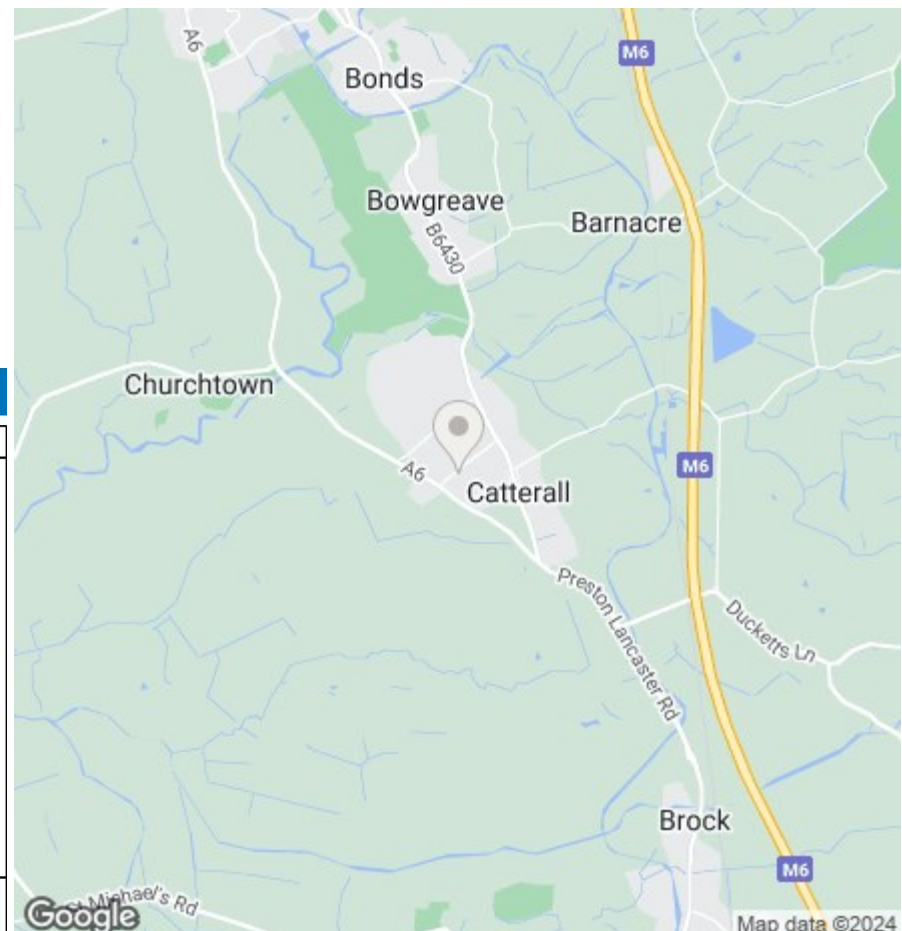 A6
M6
Bonds
Bowgreave
B6430
Barnacre
Churchtown
A6
Catterall
M6
Preston Lancaster Rd
Ducketts Ln
Brock
M6
St Michael's Rd
Google
Map data ©2024